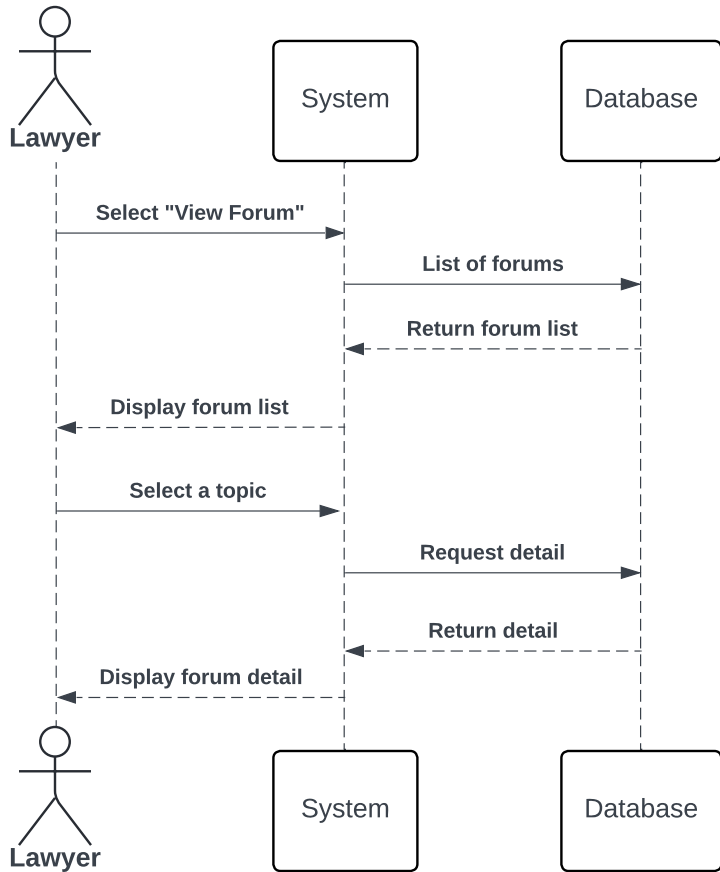 Lawyer
System
Database
Select "View Forum"
List of forums
Return forum list
Display forum list
Select a topic
Request detail
Return detail
Display forum detail
Lawyer
System
Database